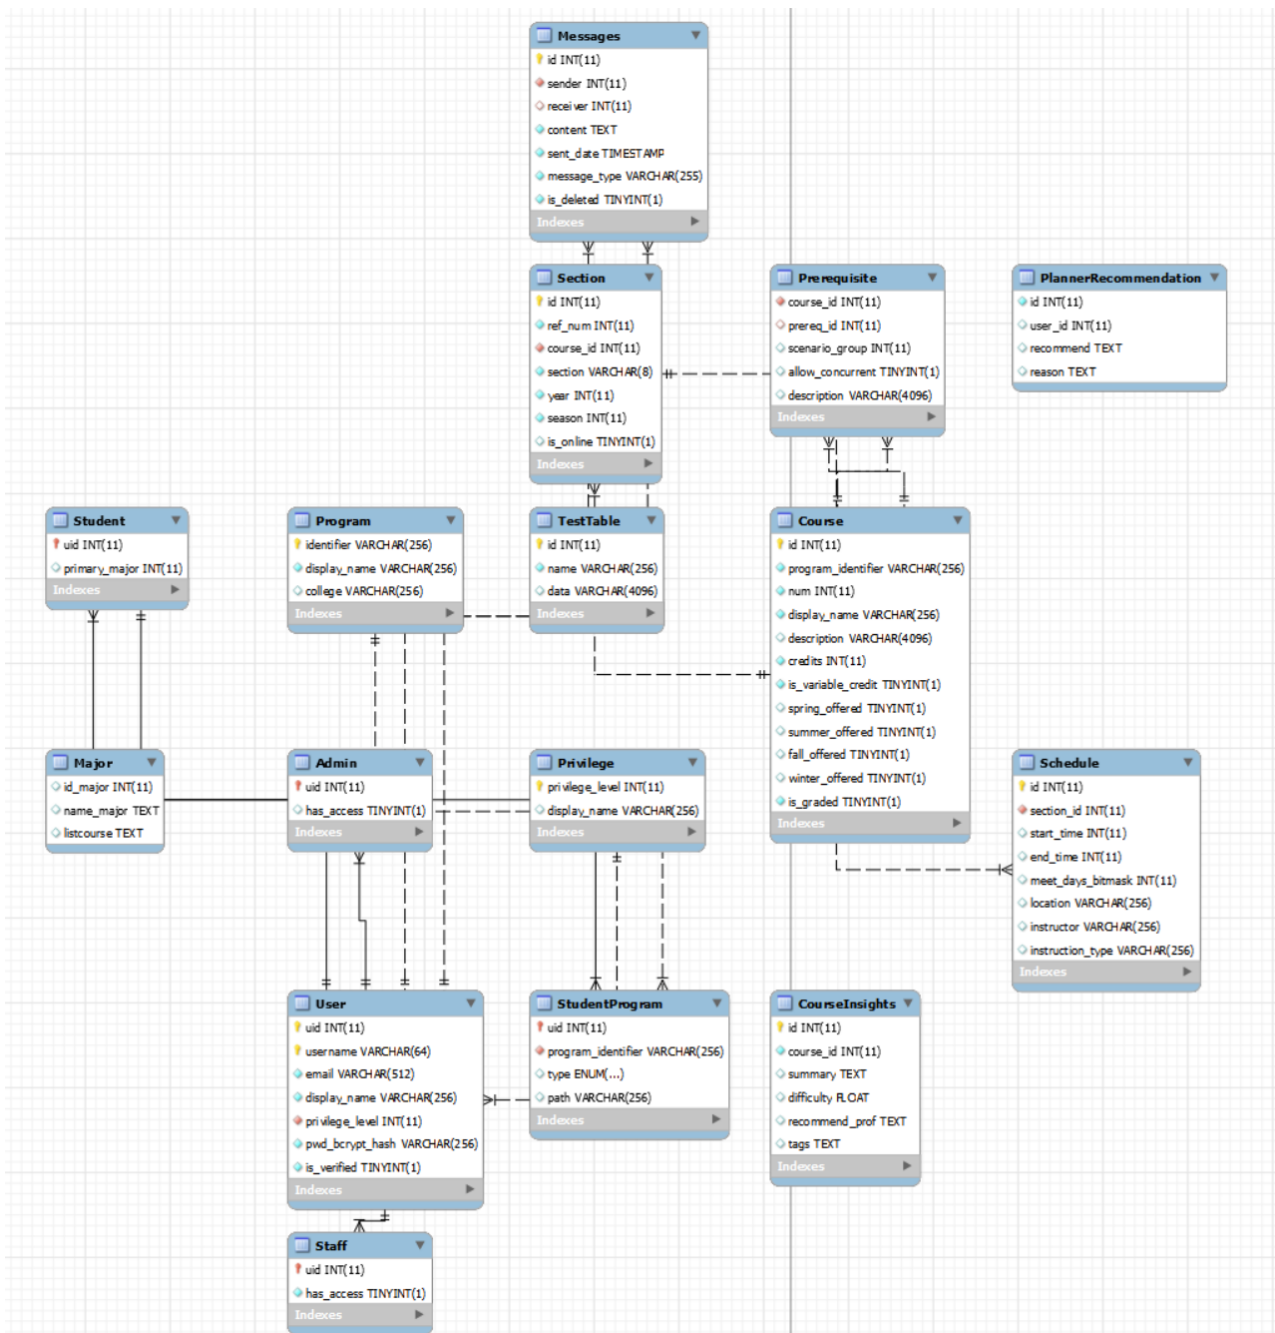 Messages
id INT(11)
sender INT(11)
receiver INT(11)
content TEXT
sent_date TIMESTAMP
message_type VARCHAR(255)
is_deleted TINYINT(1)
Indexes
Section
id INT(11)
ref_num INT(11)
course_id INT(11)
section VARCHAR(8)
year INT(11)
season INT(11)
is_online TINYINT(1)
Indexes
Prerequisite
course_id INT(11)
prereq_id INT(11)
scenario_group INT(11)
allow_concurrent TINYINT(1)
description VARCHAR(4096)
Indexes
PlannerRecommendation
id INT(11)
user_id INT(11)
recommend TEXT
reason TEXT
Indexes
Student
uid INT(11)
primary_major INT(11)
Indexes
Program
identifier VARCHAR(256)
display_name VARCHAR(256)
college VARCHAR(256)
Indexes
TestTable
id INT(11)
name VARCHAR(256)
data VARCHAR(4096)
Indexes
Course
id INT(11)
program_identifier VARCHAR(256)
num INT(11)
display_name VARCHAR(256)
description VARCHAR(4096)
credits INT(11)
is_variable_credit TINYINT(1)
spring_offered TINYINT(1)
summer_offered TINYINT(1)
fall_offered TINYINT(1)
winter_offered TINYINT(1)
is_graded TINYINT(1)
Indexes
Major
id_major INT(11)
name_major TEXT
listcourse TEXT
Indexes
Admin
uid INT(11)
has_access TINYINT(1)
Indexes
Privilege
privilege_level INT(11)
display_name VARCHAR(256)
Indexes
Schedule
id INT(11)
section_id INT(11)
start_time INT(11)
end_time INT(11)
meet_days_bitmask INT(11)
location VARCHAR(256)
instructor VARCHAR(256)
instruction_type VARCHAR(256)
Indexes
User
uid INT(11)
username VARCHAR(64)
email VARCHAR(512)
display_name VARCHAR(256)
privilege_level INT(11)
pwd_bcrypt_hash VARCHAR(256)
is_verified TINYINT(1)
Indexes
StudentProgram
uid INT(11)
program_identifier VARCHAR(256)
type ENUM(...)
path VARCHAR(256)
Indexes
CourseInsights
id INT(11)
course_id INT(11)
summary TEXT
difficulty FLOAT
recommend_prof TEXT
tags TEXT
Indexes
Staff
uid INT(11)
has_access TINYINT(1)
Indexes